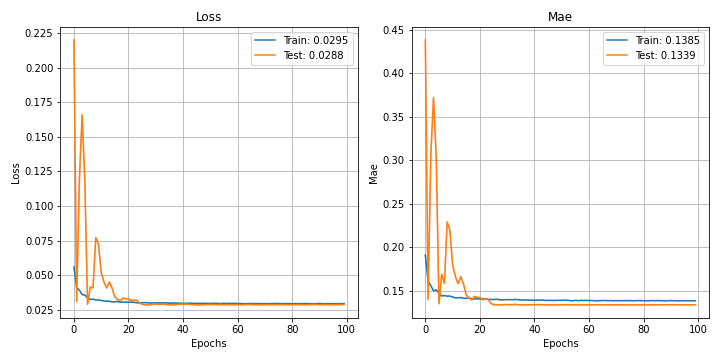 Loss
Train: 0.0295
Test: 0.0288
0.225
0.200
0.175
0.150
0.125
0.100
0.075
0.050
0.025
Loss
0
20
40
60
80
100
Epochs
Mae
Train: 0.1385
Test: 0.1339
0.45
0.40
0.35
0.30
0.25
0.20
0.15
Mae
0
20
40
60
80
100
Epochs